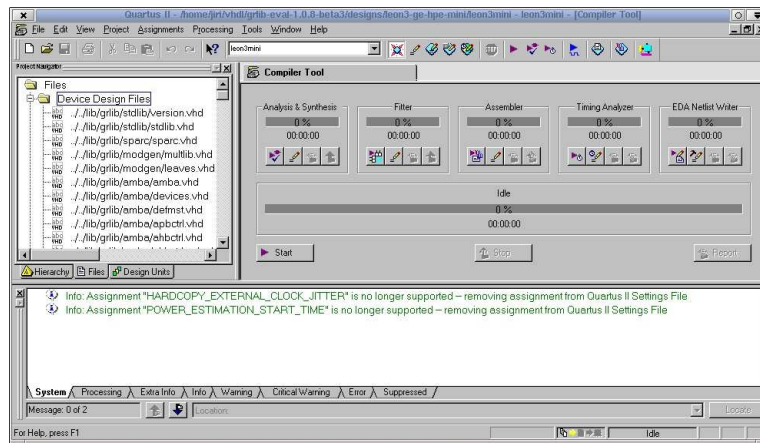 Quartus II - /home/jiri/vhdl/grlib-eval-1.0.8-beta3/designs/leon3-ge-hpe-mini/leon3mini - leon3mini - [Compiler Tool]
File Edit View Project Assignments Processing Tools Window Help
leon3mini
Project Navigator
Compiler Tool
Files
Device Design Files
../../lib/grlib/stdlib/version.vhd
../../lib/grlib/stdlib/stdlib.vhd
../../lib/grlib/sparc/sparc.vhd
../../lib/grlib/modgen/multlib.vhd
../../lib/grlib/modgen/leaves.vhd
../../lib/grlib/amba/amba.vhd
../../lib/grlib/amba/devices.vhd
../../lib/grlib/amba/defmst.vhd
../../lib/grlib/amba/apbctrl.vhd
../../lib/grlib/amba/ahbctrl.vhd
Hierarchy Files Design Units
Analysis & Synthesis Fitter Assembler Timing Analyzer EDA Netlist Writer
0 % 0 % 0 % 0 % 0 %
00:00:00 00:00:00 00:00:00 00:00:00 00:00:00
Idle
0 %
00:00:00
Start Stop Report
Info: Assignment "HARDCOPY_EXTERNAL_CLOCK_JITTER" is no longer supported -- removing assignment from Quartus II Settings File
Info: Assignment "POWER_ESTIMATION_START_TIME" is no longer supported -- removing assignment from Quartus II Settings File
System Processing Extra Info Info Warning Critical Warning Error Suppressed
Message: 0 of 2 Location: Locate
For Help, press F1 Idle